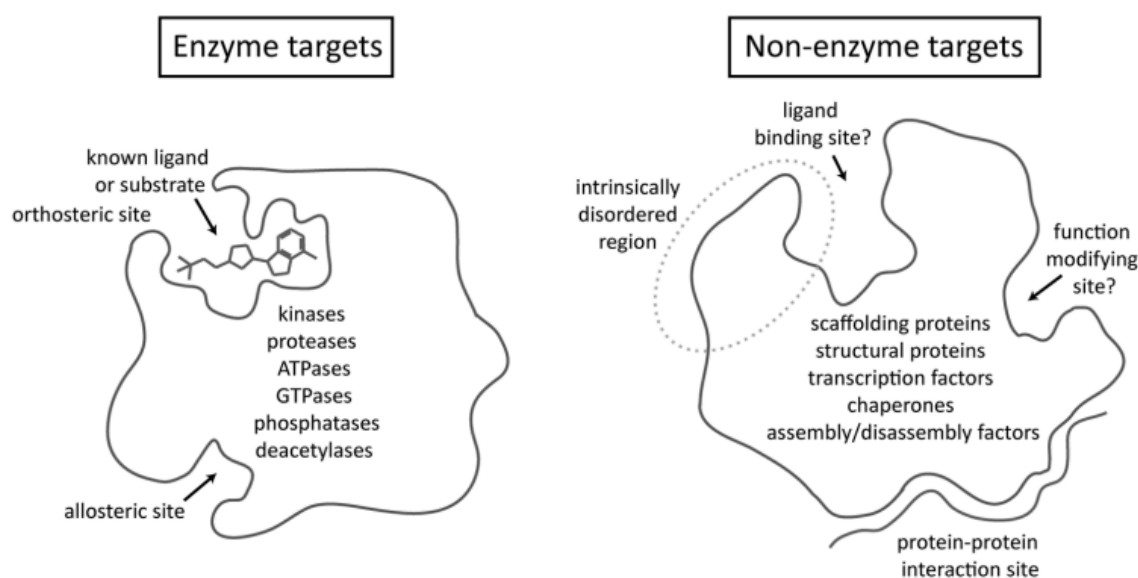 Enzyme targets
known ligand
or substrate
orthosteric site
kinases
proteases
ATPases
GTPases
phosphatases
deacetylases
allosteric site
Non-enzyme targets
ligand
binding site?
intrinsically
disordered
region
function
modifying
site?
scaffolding proteins
structural proteins
transcription factors
chaperones
assembly/disassembly factors
protein-protein
interaction site